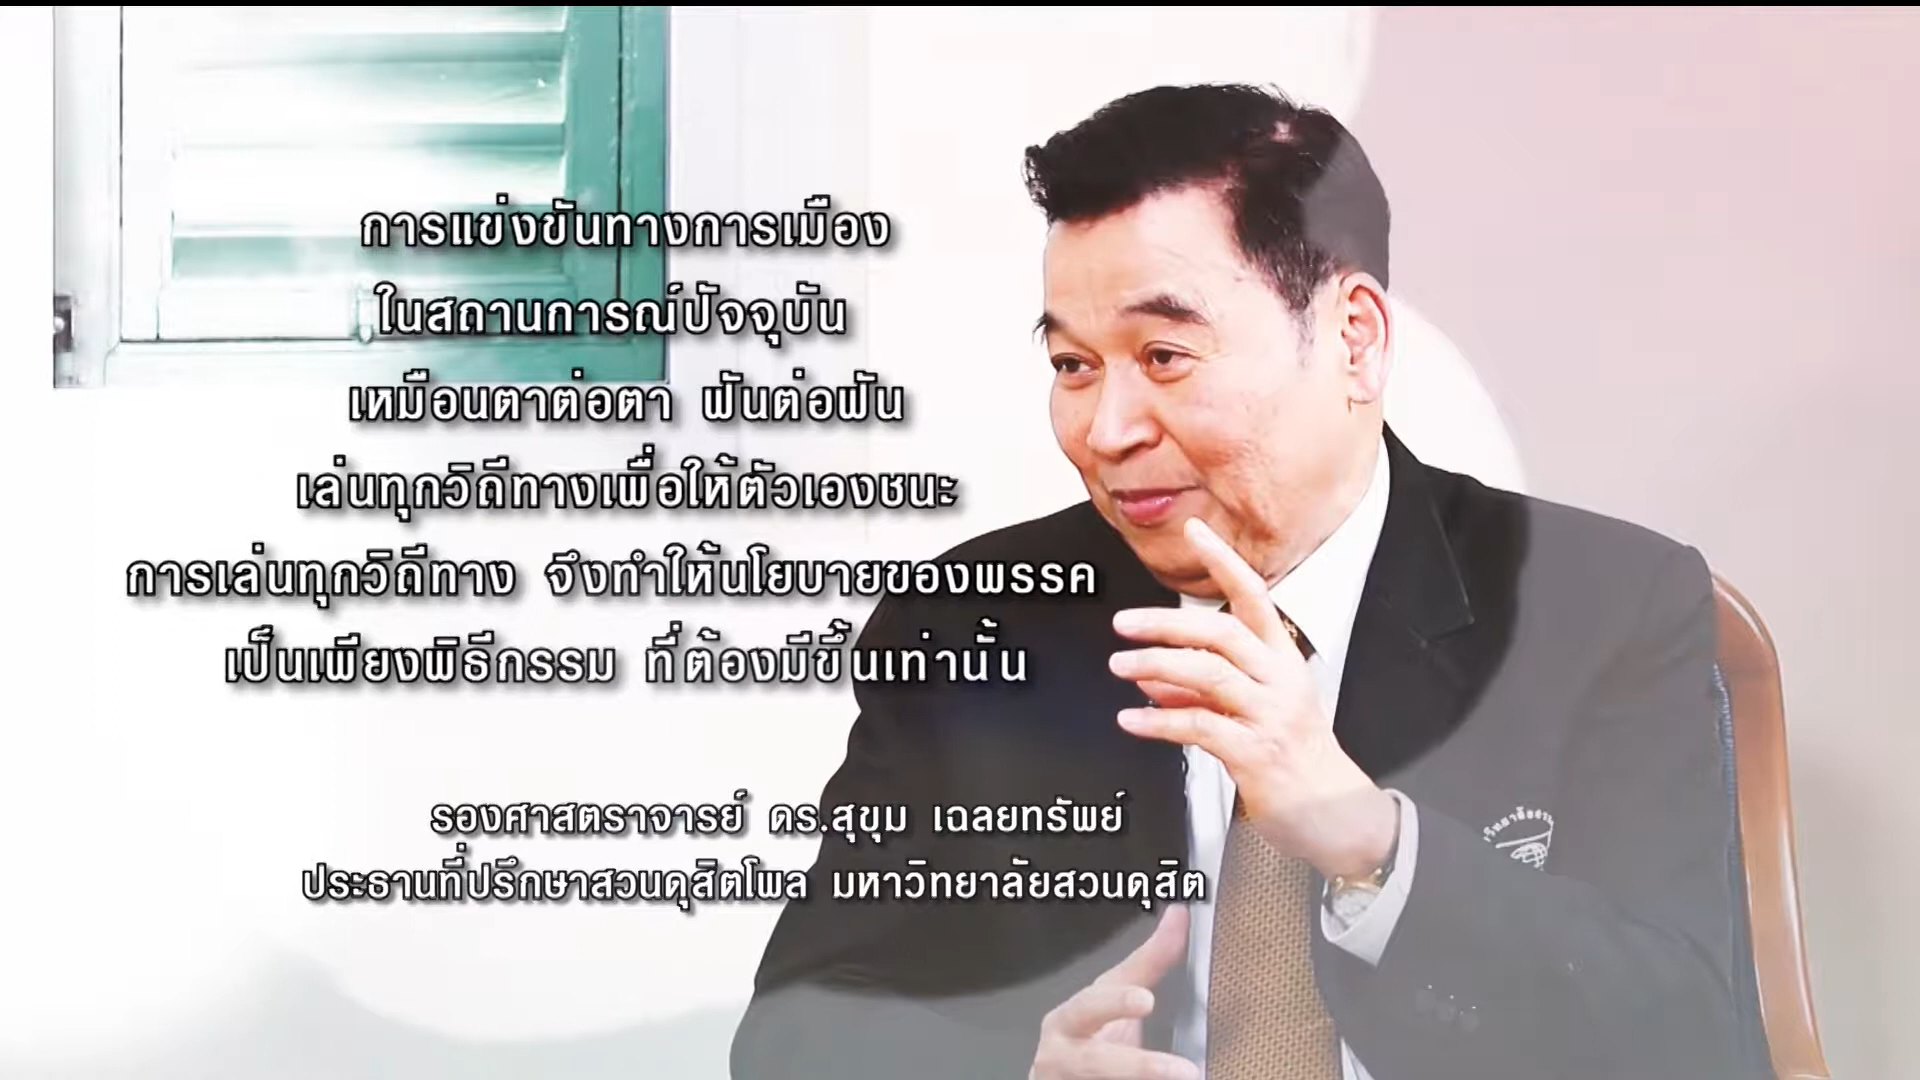 การแข่งขันทางการเมือง
ในสถานการณ์ปัจจุบัน
เหมือนตาต่อตา ฟันต่อฟัน
เล่นทุกวิถีทางเพื่อให้ตัวเองชนะ
การเล่นทุกวิถีทาง จึงทำให้นโยบายของพรรค
เป็นเพียงพิธีกรรม ที่ต้องมีขึ้นเท่านั้น
รองศาสตราจารย์ ดร.สุขุม เฉลยทรัพย์
ประธานที่ปรึกษาสวนดุสิตโพล มหาวิทยาลัยสวนดุสิต